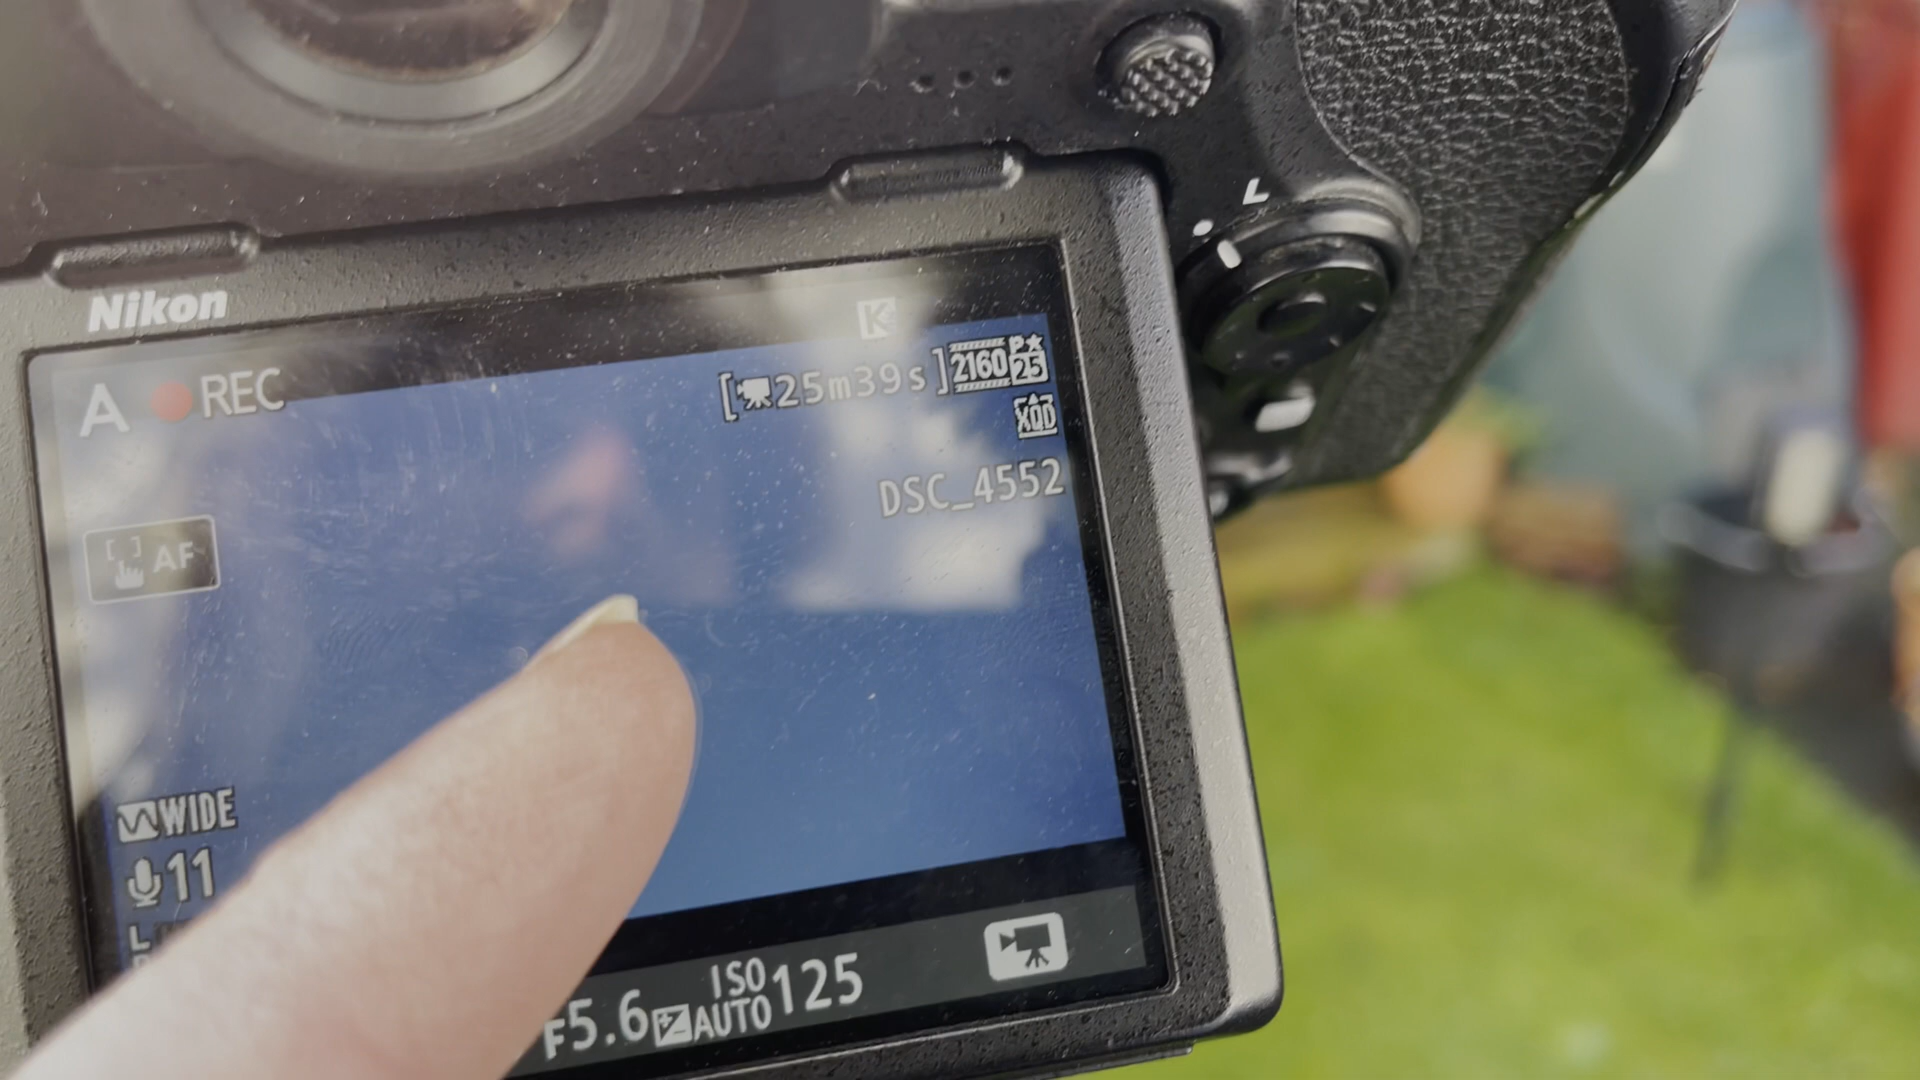 L
Nikon
K
A REC [25m39s] 2160 P★ 25
XQD
DSC_4552
AF
WIDE
11
L
F5.6 ISO AUTO 125